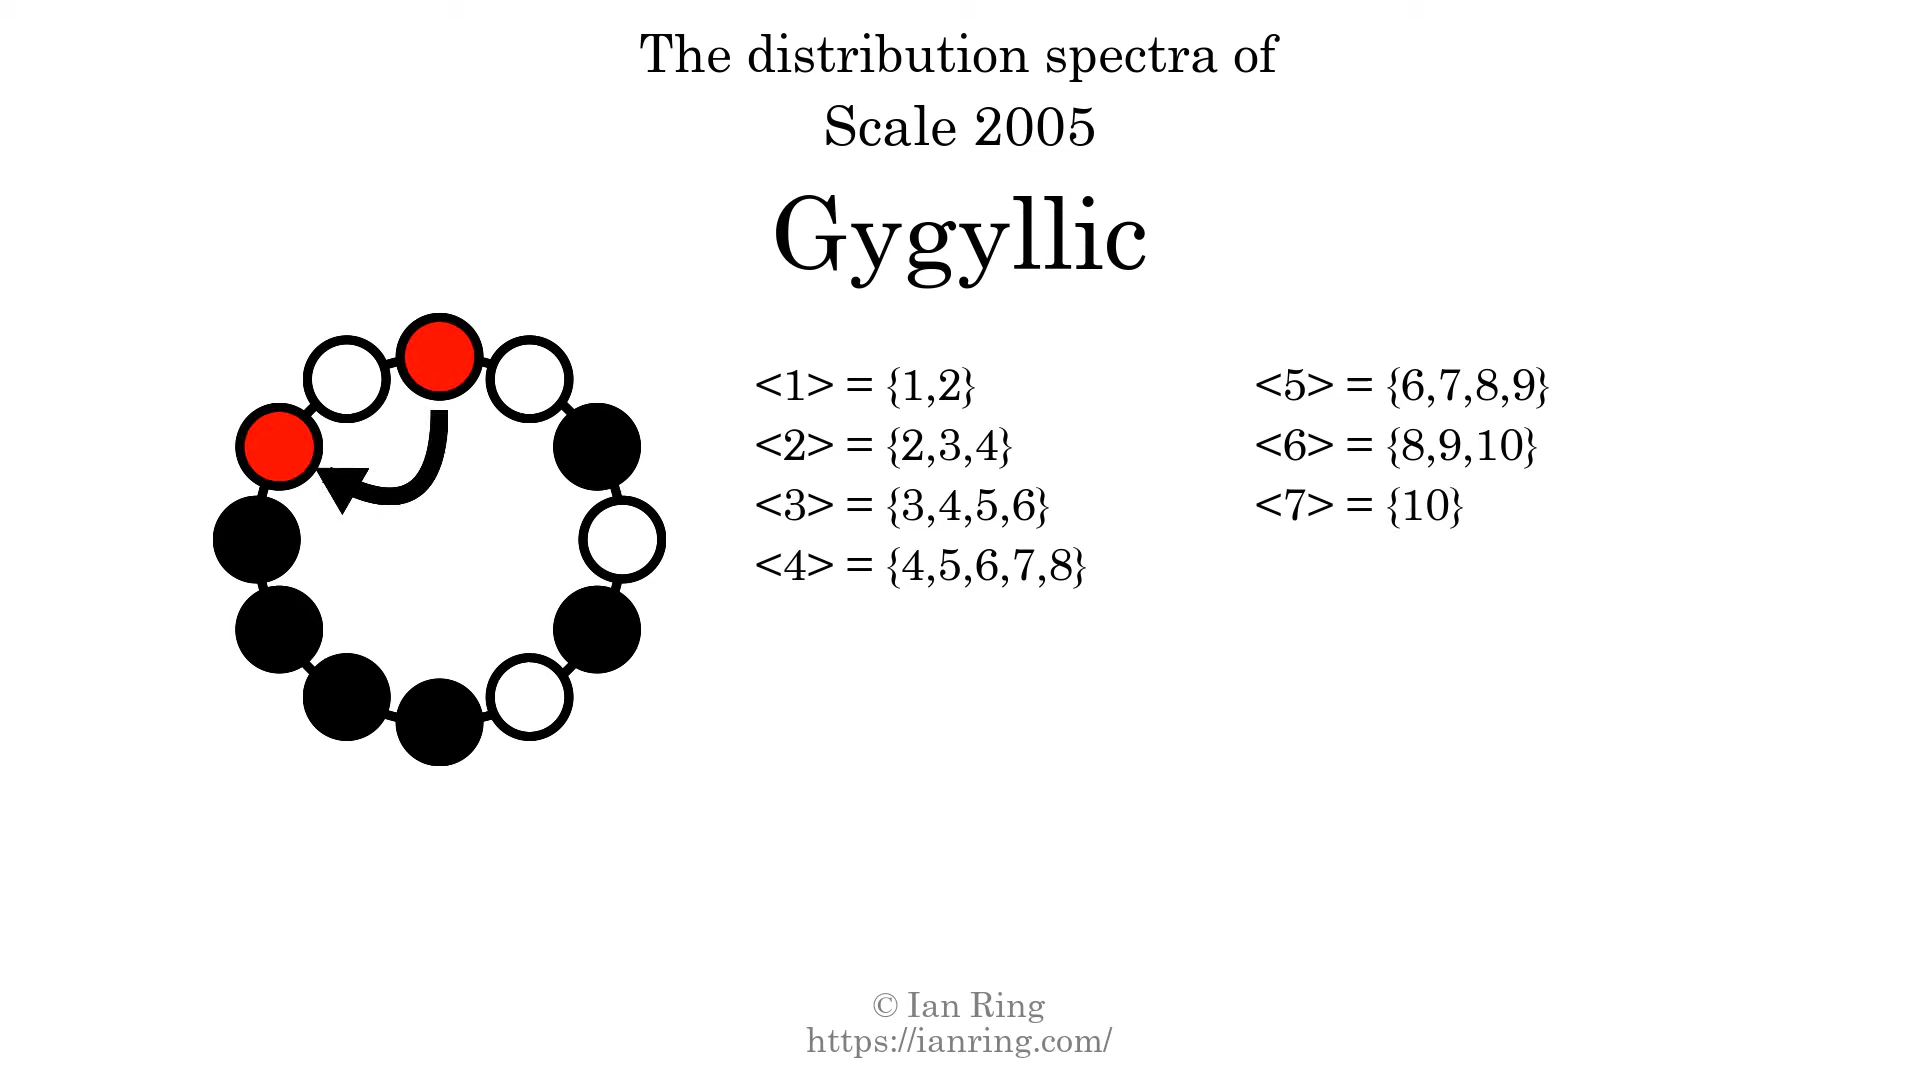 The distribution spectra of
Scale 2005
Gygyllic
<1> = {1,2}
<2> = {2,3,4}
<3> = {3,4,5,6}
<4> = {4,5,6,7,8}
<5> = {6,7,8,9}
<6> = {8,9,10}
<7> = {10}
© Ian Ring
https://ianring.com/